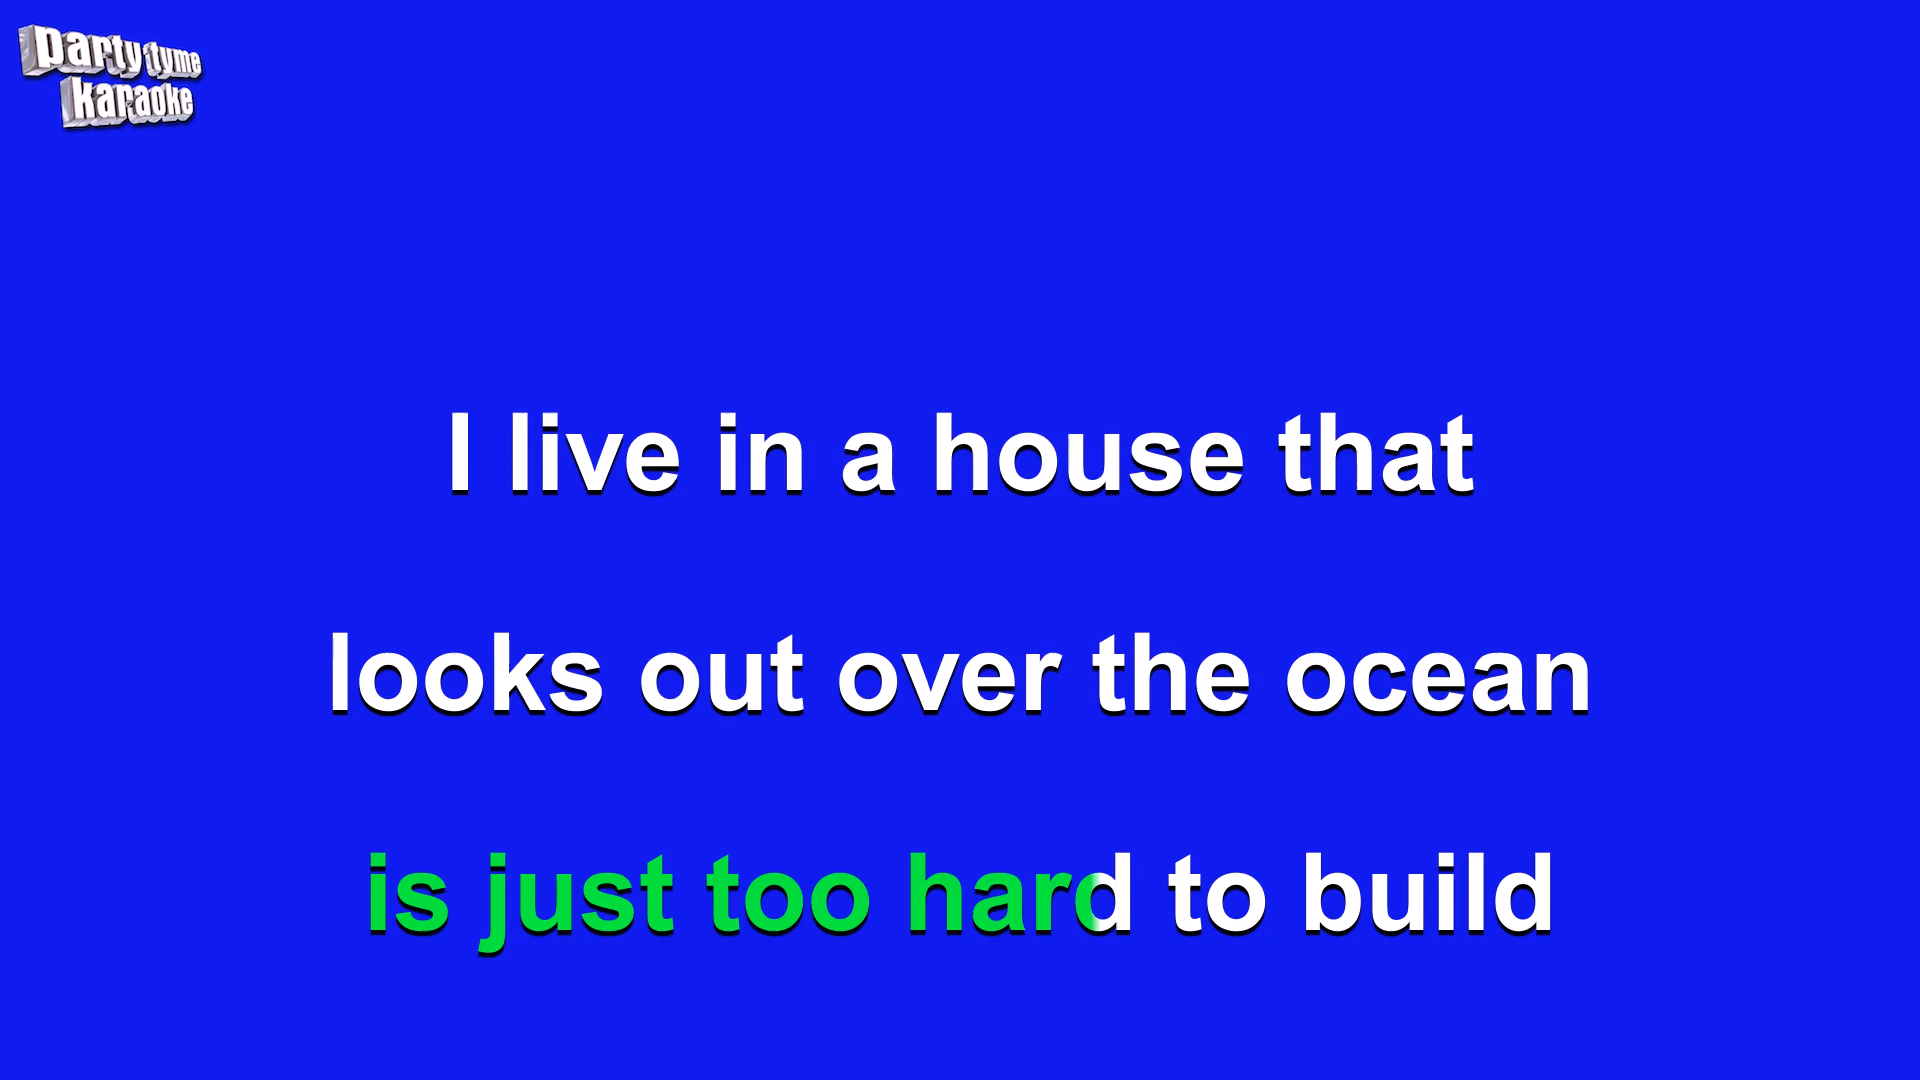 party tyme
karaoke
I live in a house that
looks out over the ocean
is just too hard to build